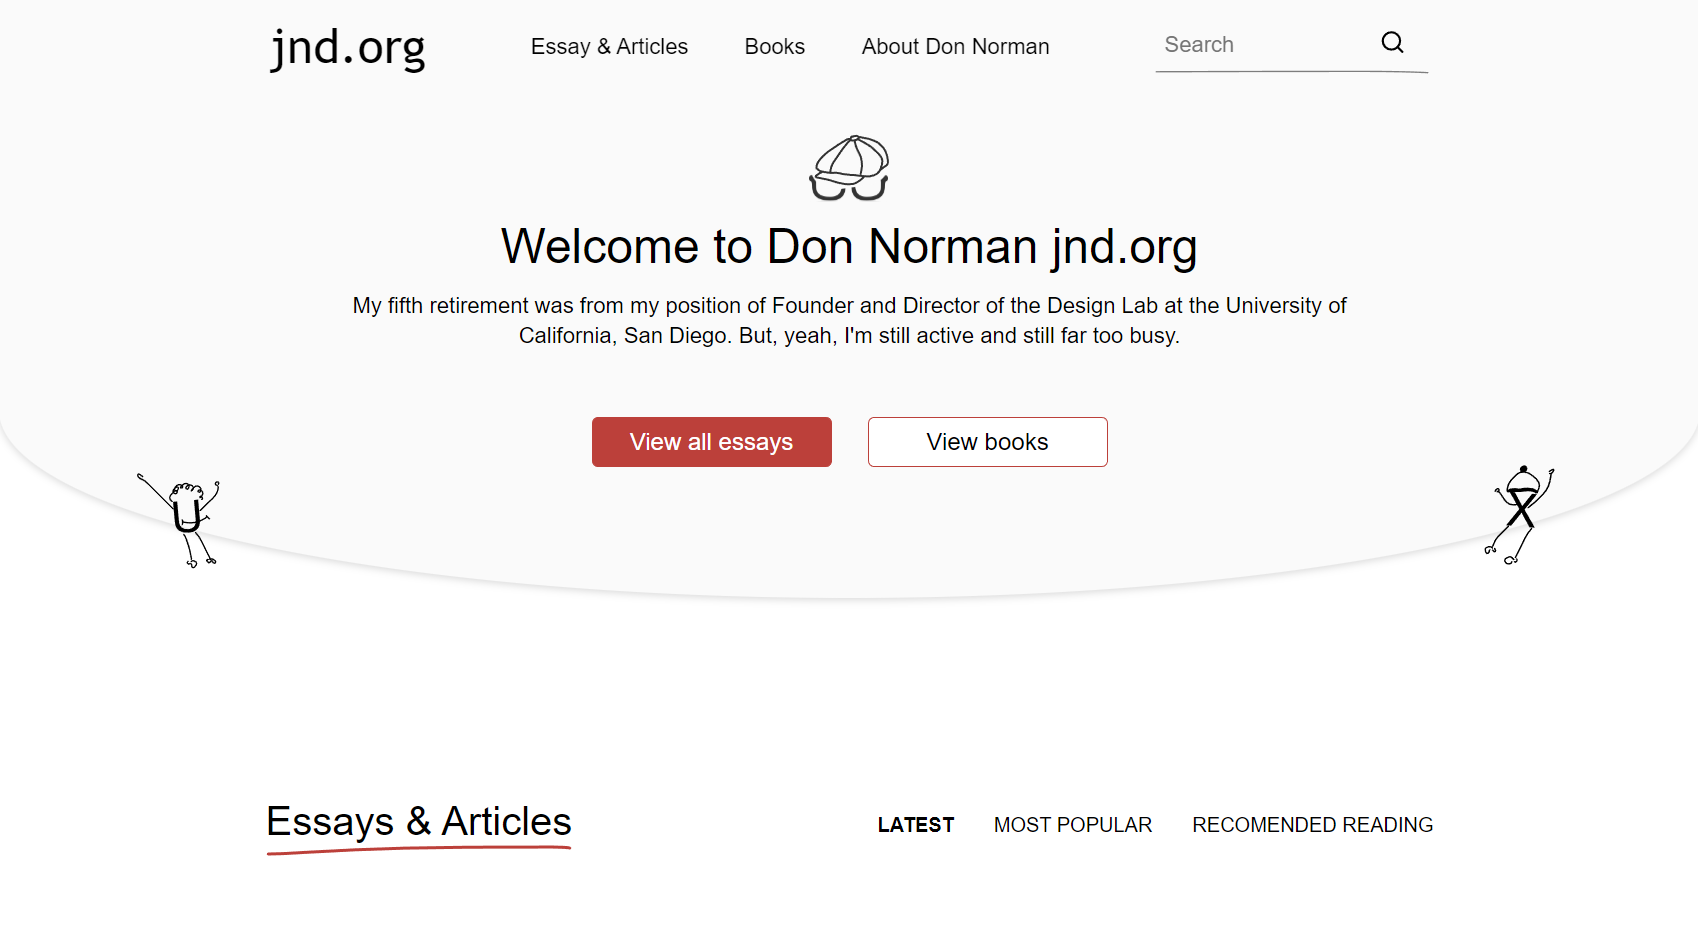 jnd.org
Essay & Articles
Books
About Don Norman
Search
Welcome to Don Norman jnd.org
My fifth retirement was from my position of Founder and Director of the Design Lab at the University of
California, San Diego. But, yeah, I'm still active and still far too busy.
View all essays
View books
U
X
Essays & Articles
LATEST
MOST POPULAR
RECOMENDED READING